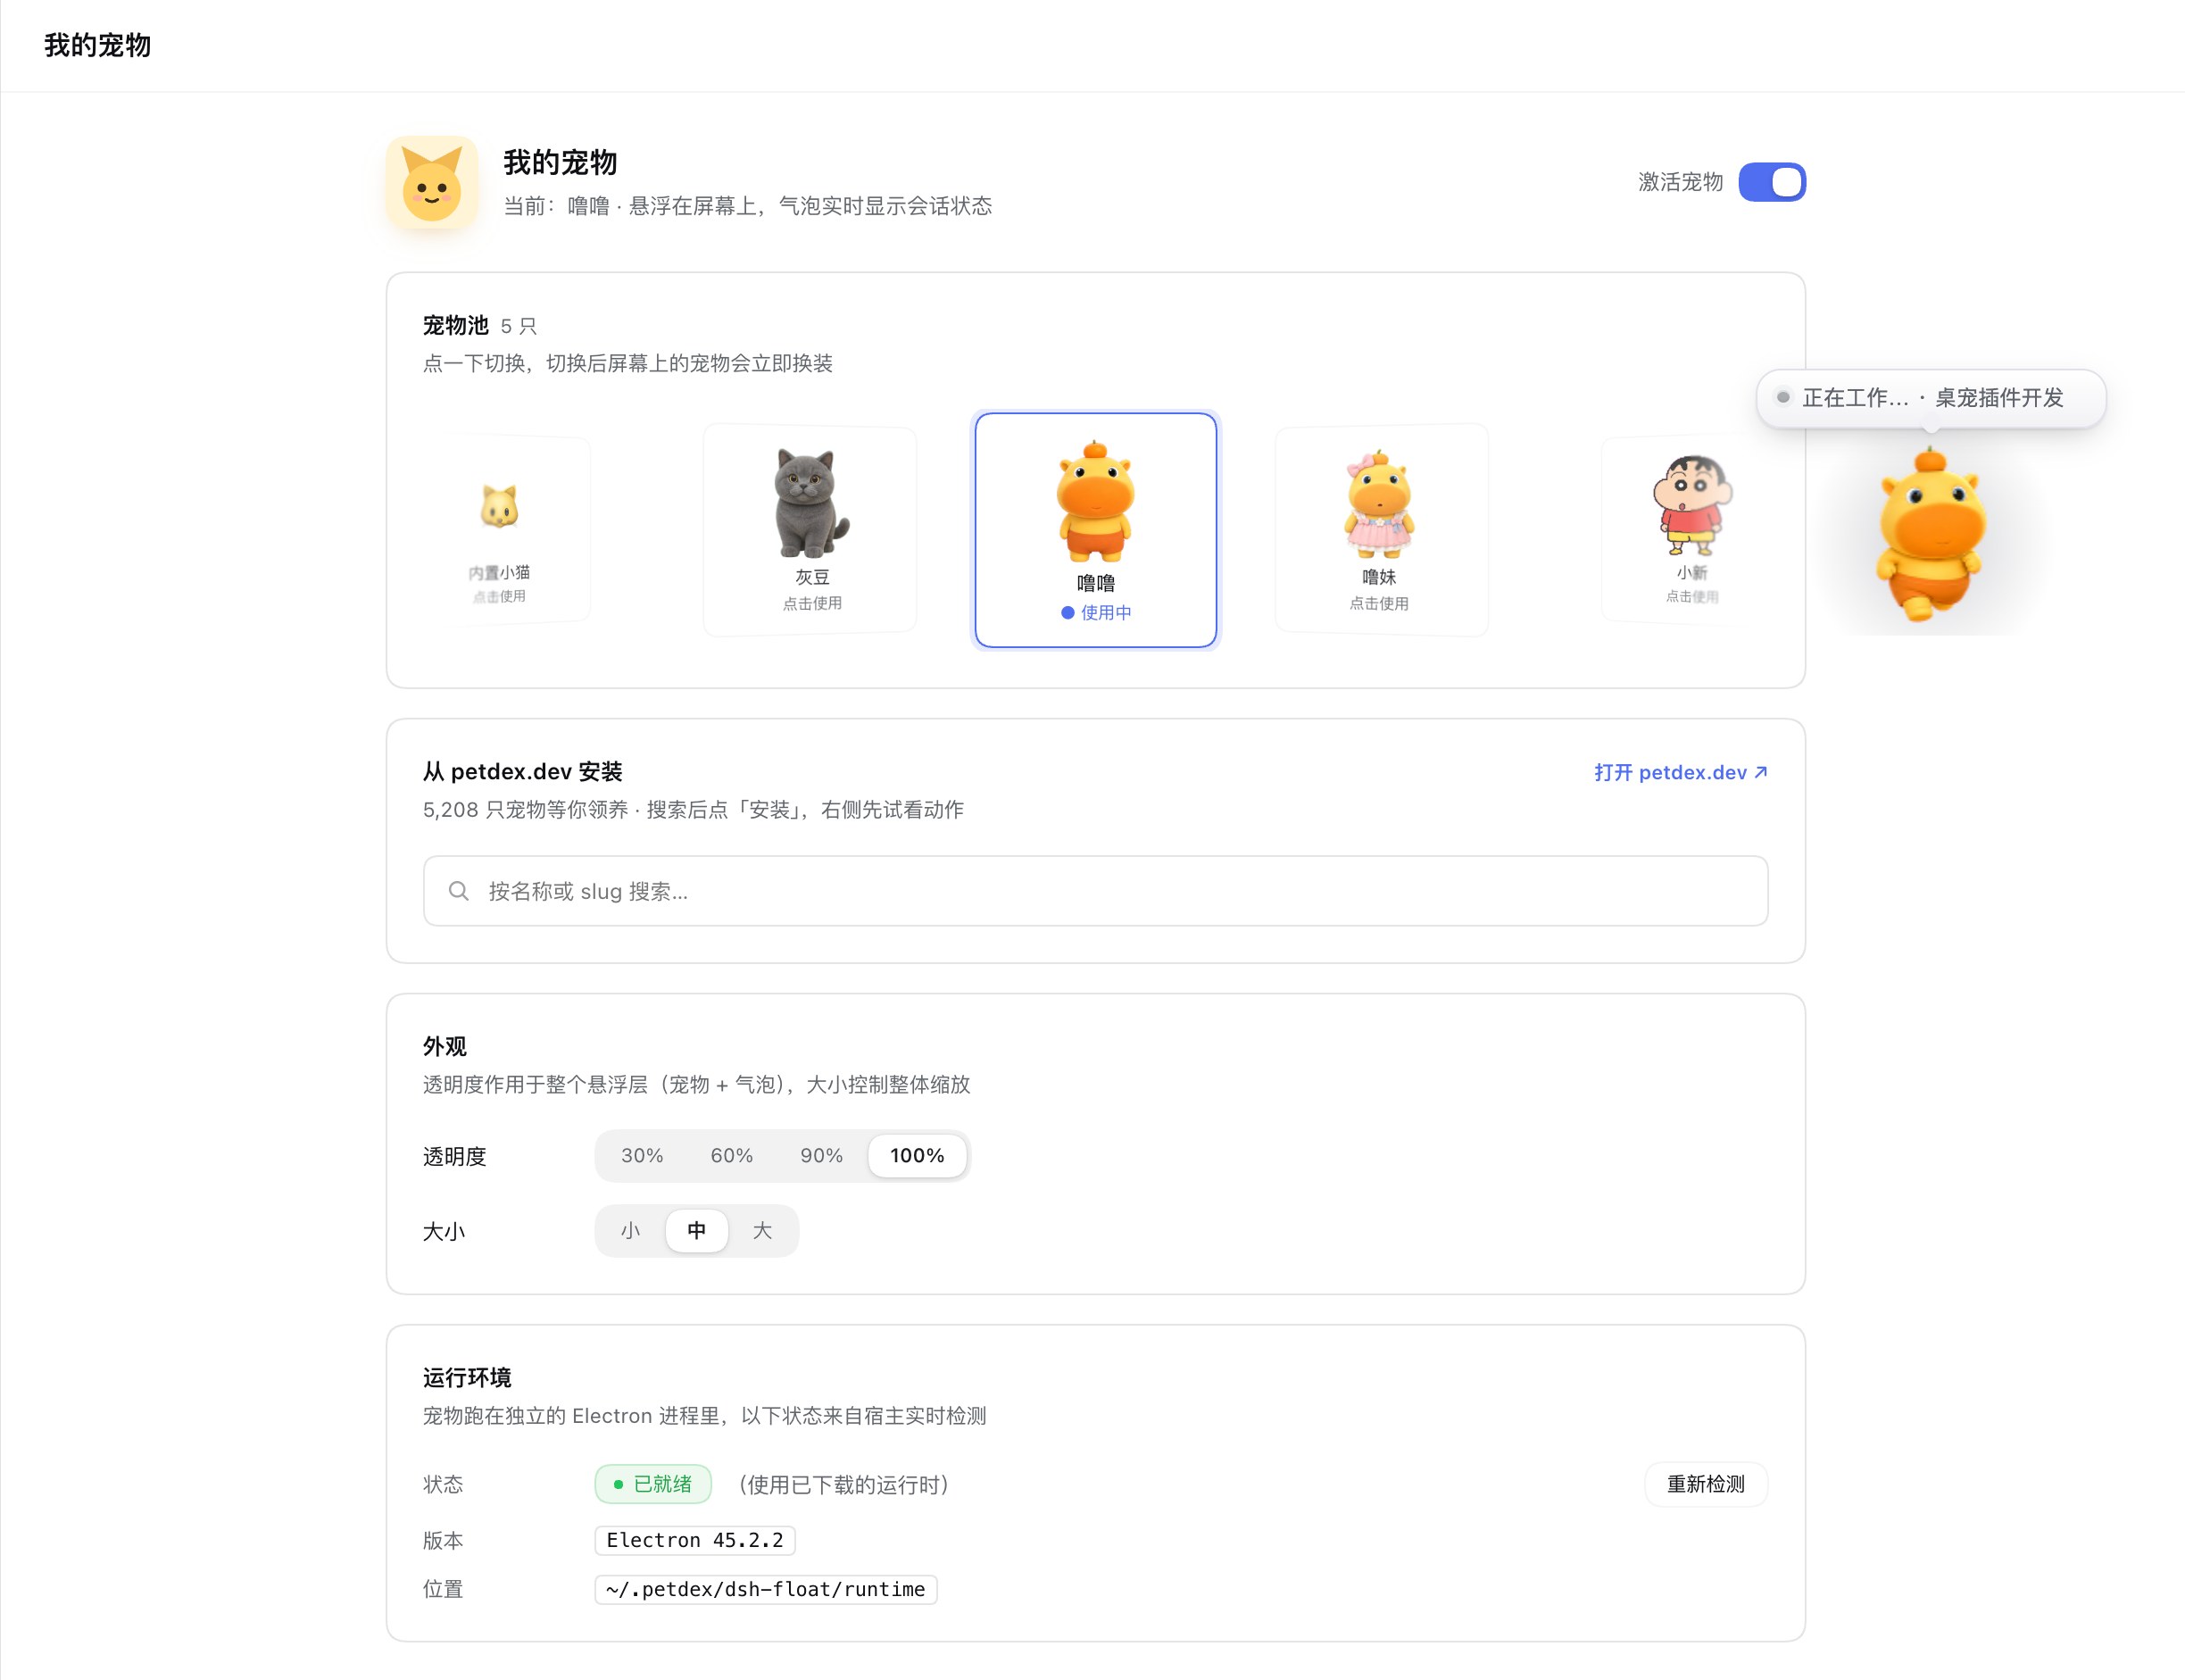 我的宠物
我的宠物
当前：噜噜 · 悬浮在屏幕上，气泡实时显示会话状态
激活宠物
宠物池 5 只
点一下切换，切换后屏幕上的宠物会立即换装
正在工作... · 桌宠插件开发
内置小猫
点击使用
灰豆
点击使用
噜噜
使用中
噜妹
点击使用
小新
点击使用
从 petdex.dev 安装
打开 petdex.dev ↗
5,208 只宠物等你领养 · 搜索后点「安装」，右侧先试看动作
按名称或 slug 搜索...
外观
透明度作用于整个悬浮层（宠物 + 气泡），大小控制整体缩放
透明度 30% 60% 90% 100%
大小 小 中 大
运行环境
宠物跑在独立的 Electron 进程里，以下状态来自宿主实时检测
状态 已就绪 （使用已下载的运行时） 重新检测
版本 Electron 45.2.2
位置 ~/.petdex/dsh-float/runtime